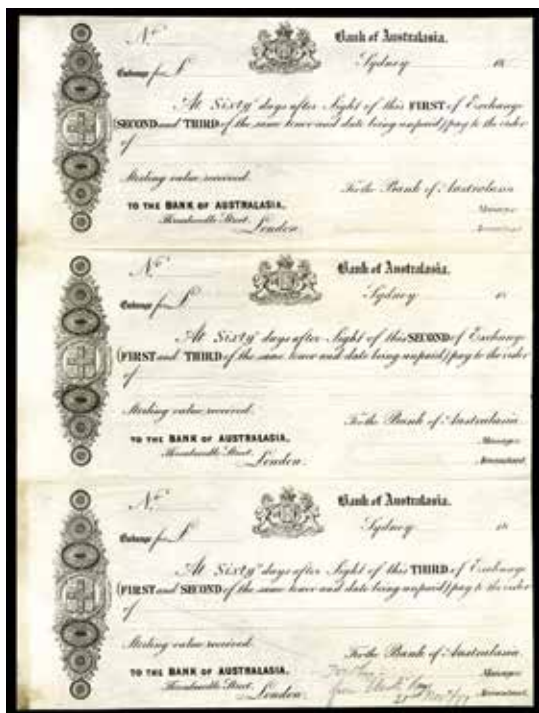 No.
Bank of Australasia.
Exchange for £
Sydney 18
At Sixty days after Sight of this FIRST of Exchange
(SECOND and THIRD of the same tenor and date being unpaid) pay to the order
of
Sterling value received.
For the Bank of Australasia
TO THE BANK OF AUSTRALASIA,
Manager
Threadneedle Street,
Accountant
London.
No.
Bank of Australasia.
Exchange for £
Sydney 18
At Sixty days after Sight of this SECOND of Exchange
(FIRST and THIRD of the same tenor and date being unpaid) pay to the order
of
Sterling value received.
For the Bank of Australasia
TO THE BANK OF AUSTRALASIA,
Manager
Threadneedle Street,
Accountant.
London.
No.
Bank of Australasia.
Exchange for £
Sydney 18
At Sixty days after Sight of this THIRD of Exchange
(FIRST and SECOND of the same tenor and date being unpaid) pay to the order
of
Sterling value received.
For the Bank of Australasia
TO THE BANK OF AUSTRALASIA.
Manager
Threadneedle Street,
Accountant.
London.
from
Nov